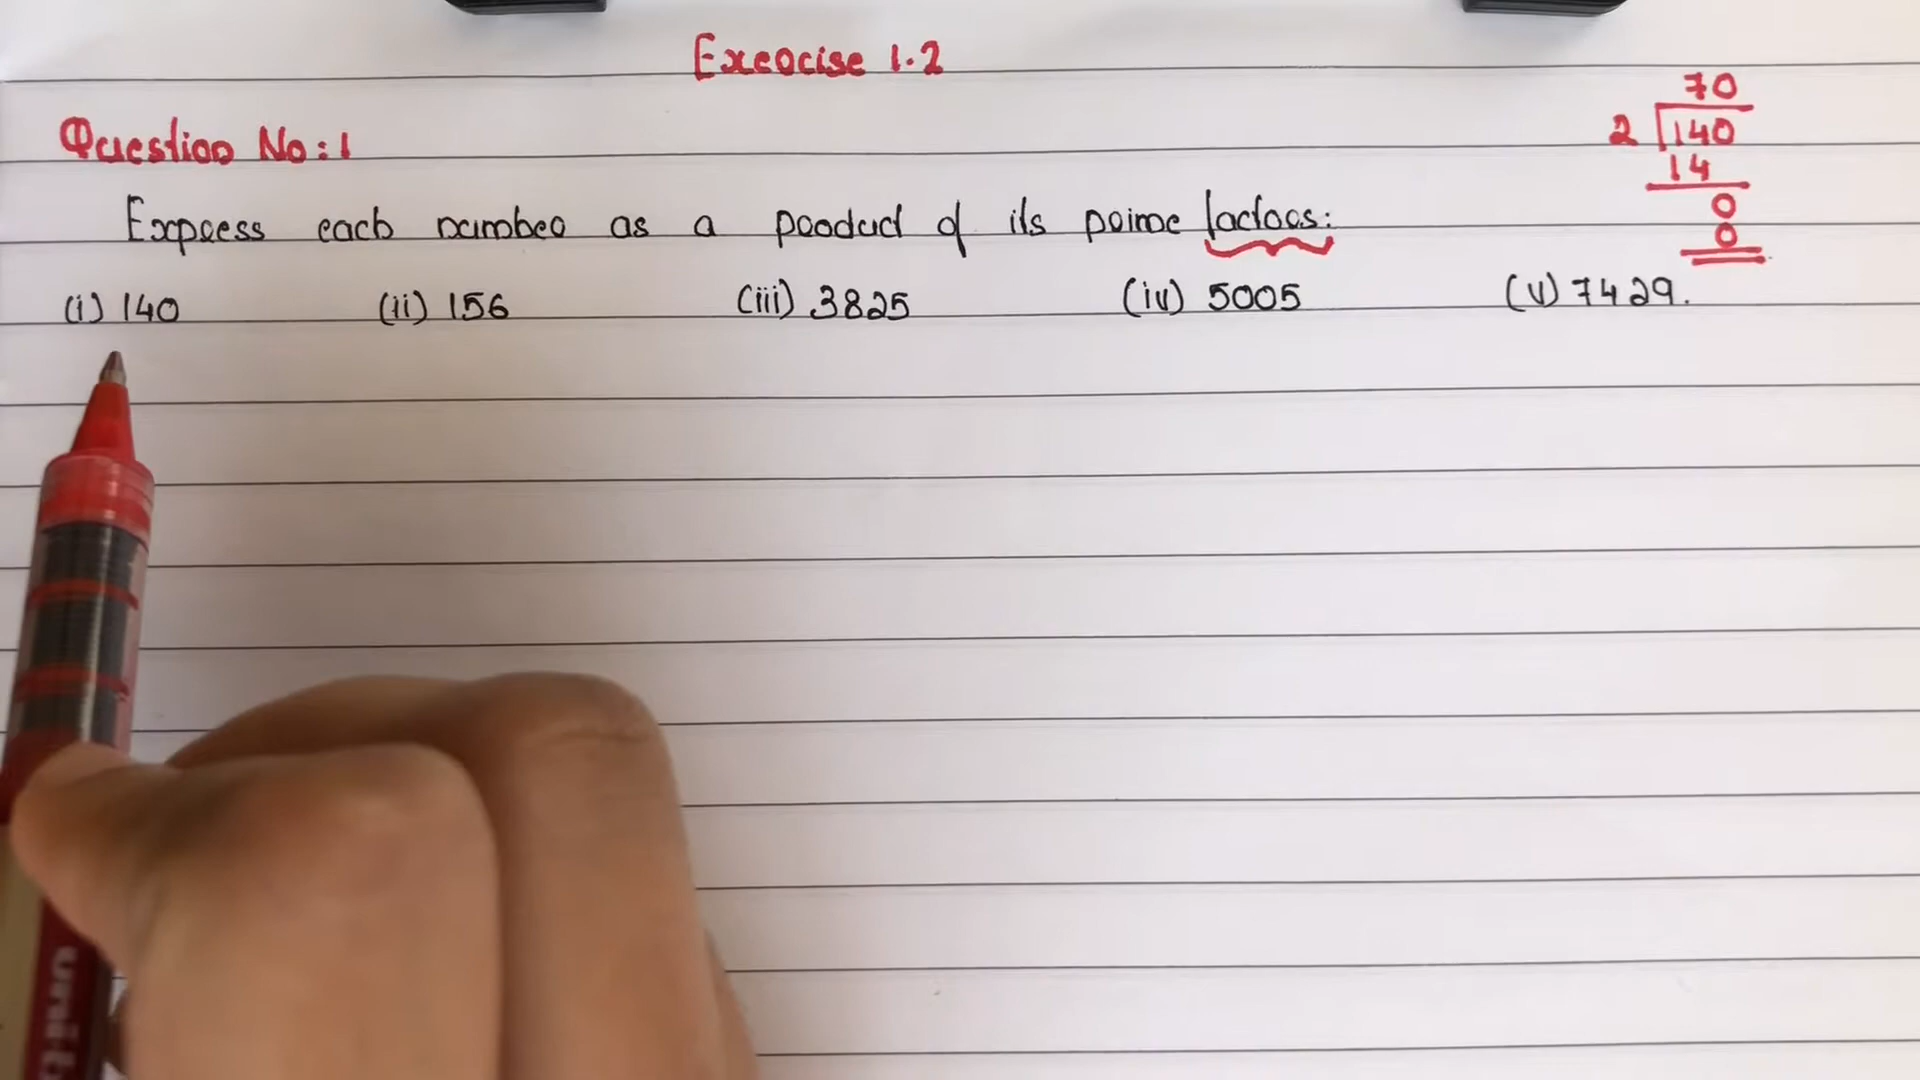 Exercise 1.2
Question No:1
Express each number as a product of its prime factors:
(i) 140 (ii) 156 (iii) 3825 (iv) 5005 (v) 7429.
70
2 140
14
0
0
uni